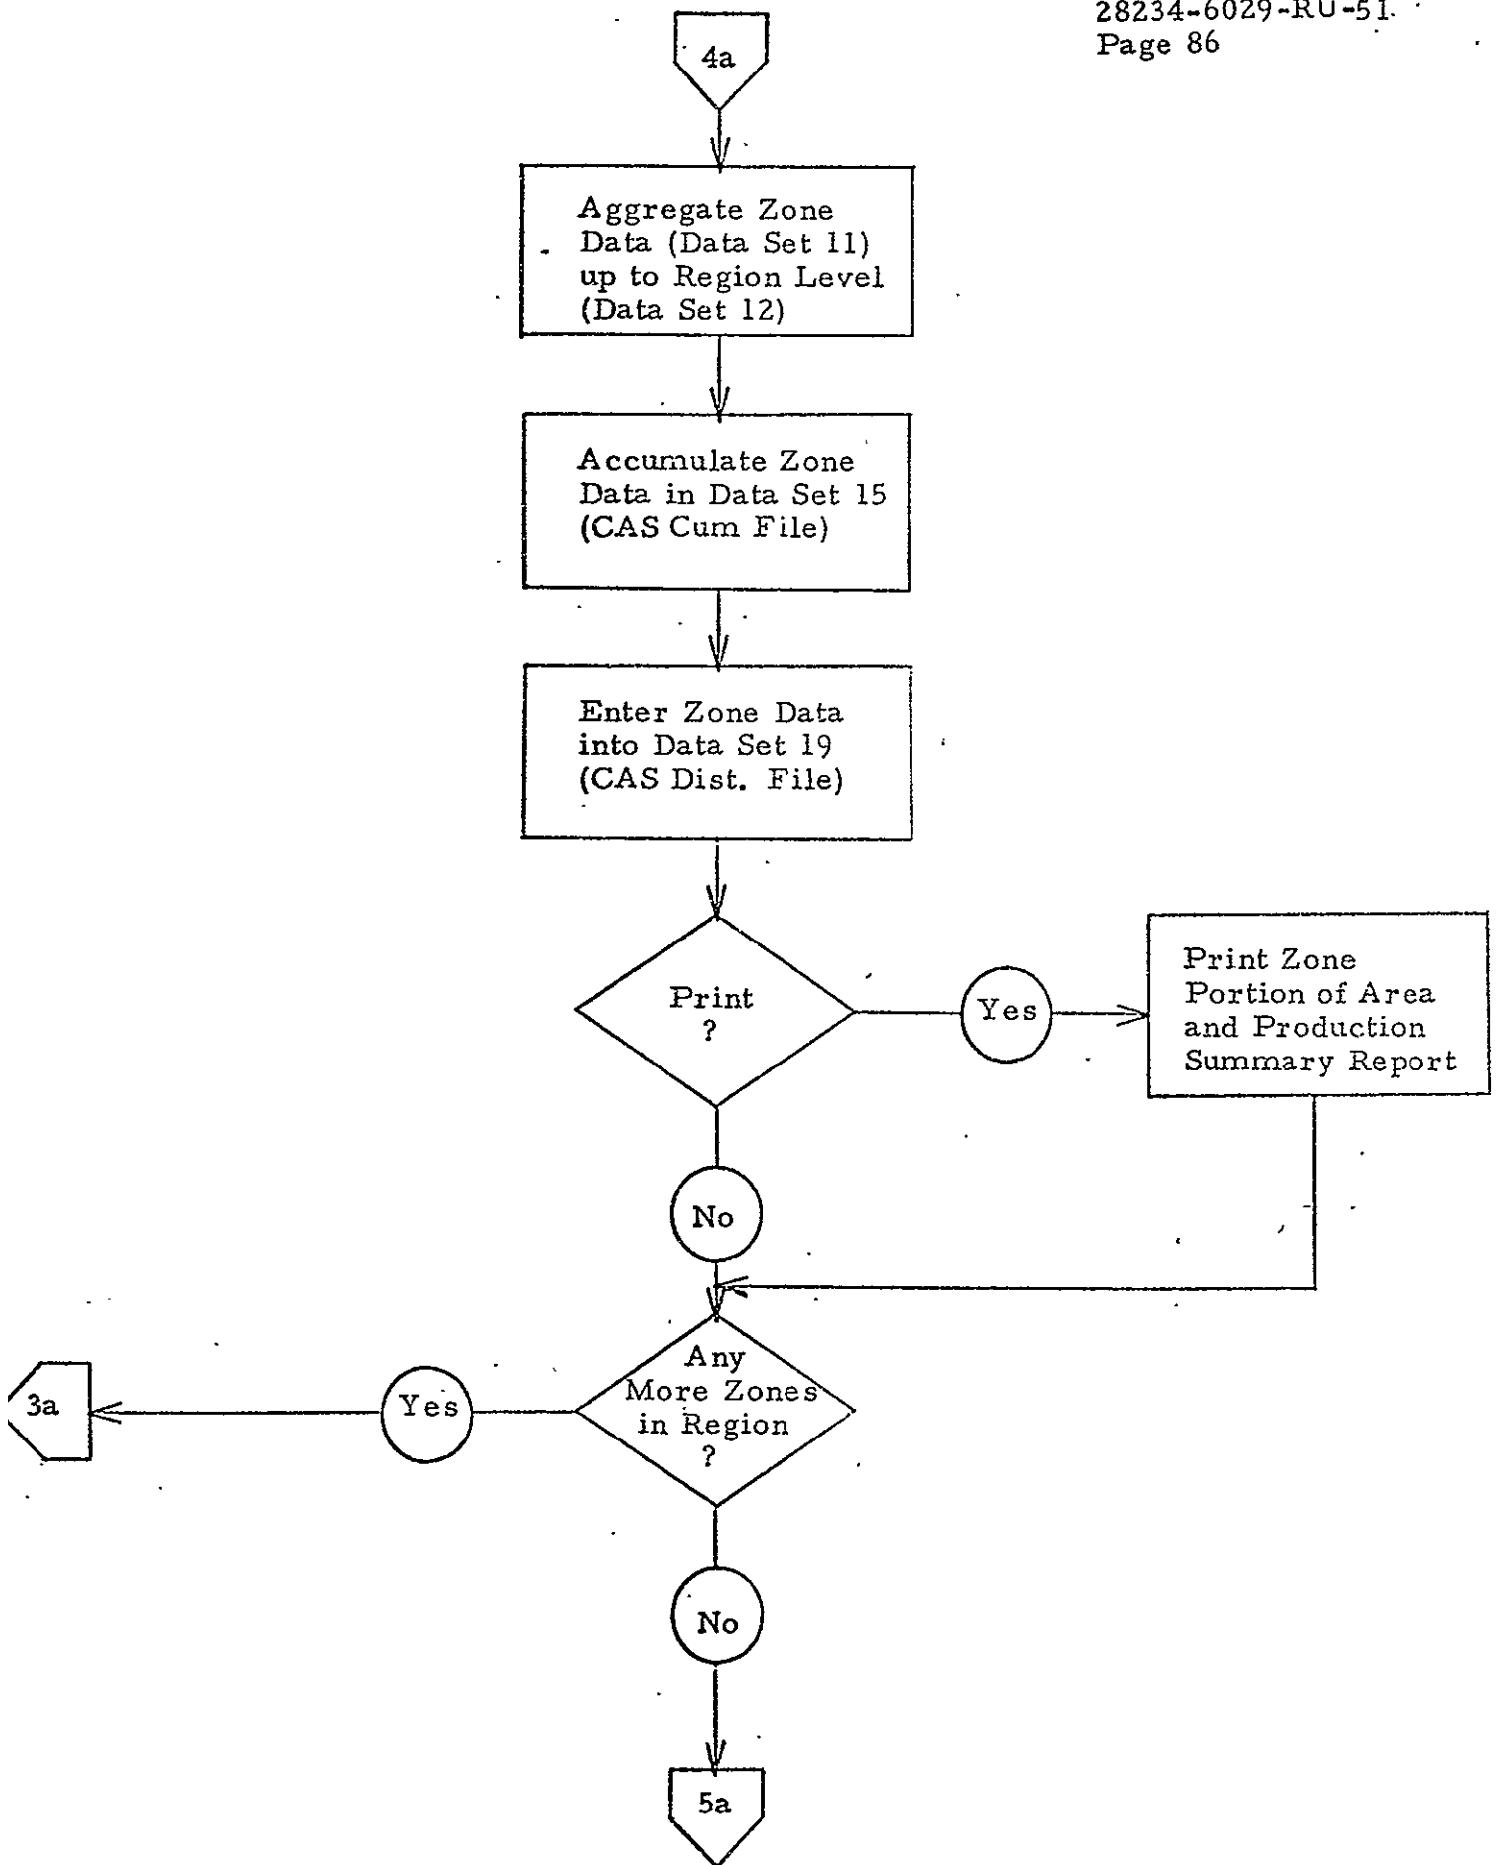 28234-6029-RU-51
Page 86
4a
Aggregate Zone
Data (Data Set 11)
up to Region Level
(Data Set 12)
Accumulate Zone
Data in Data Set 15
(CAS Cum File)
Enter Zone Data
into Data Set 19
(CAS Dist. File)
Print
?
Yes
Print Zone
Portion of Area
and Production
Summary Report
No
Any
More Zones
in Region
?
Yes
3a
No
5a